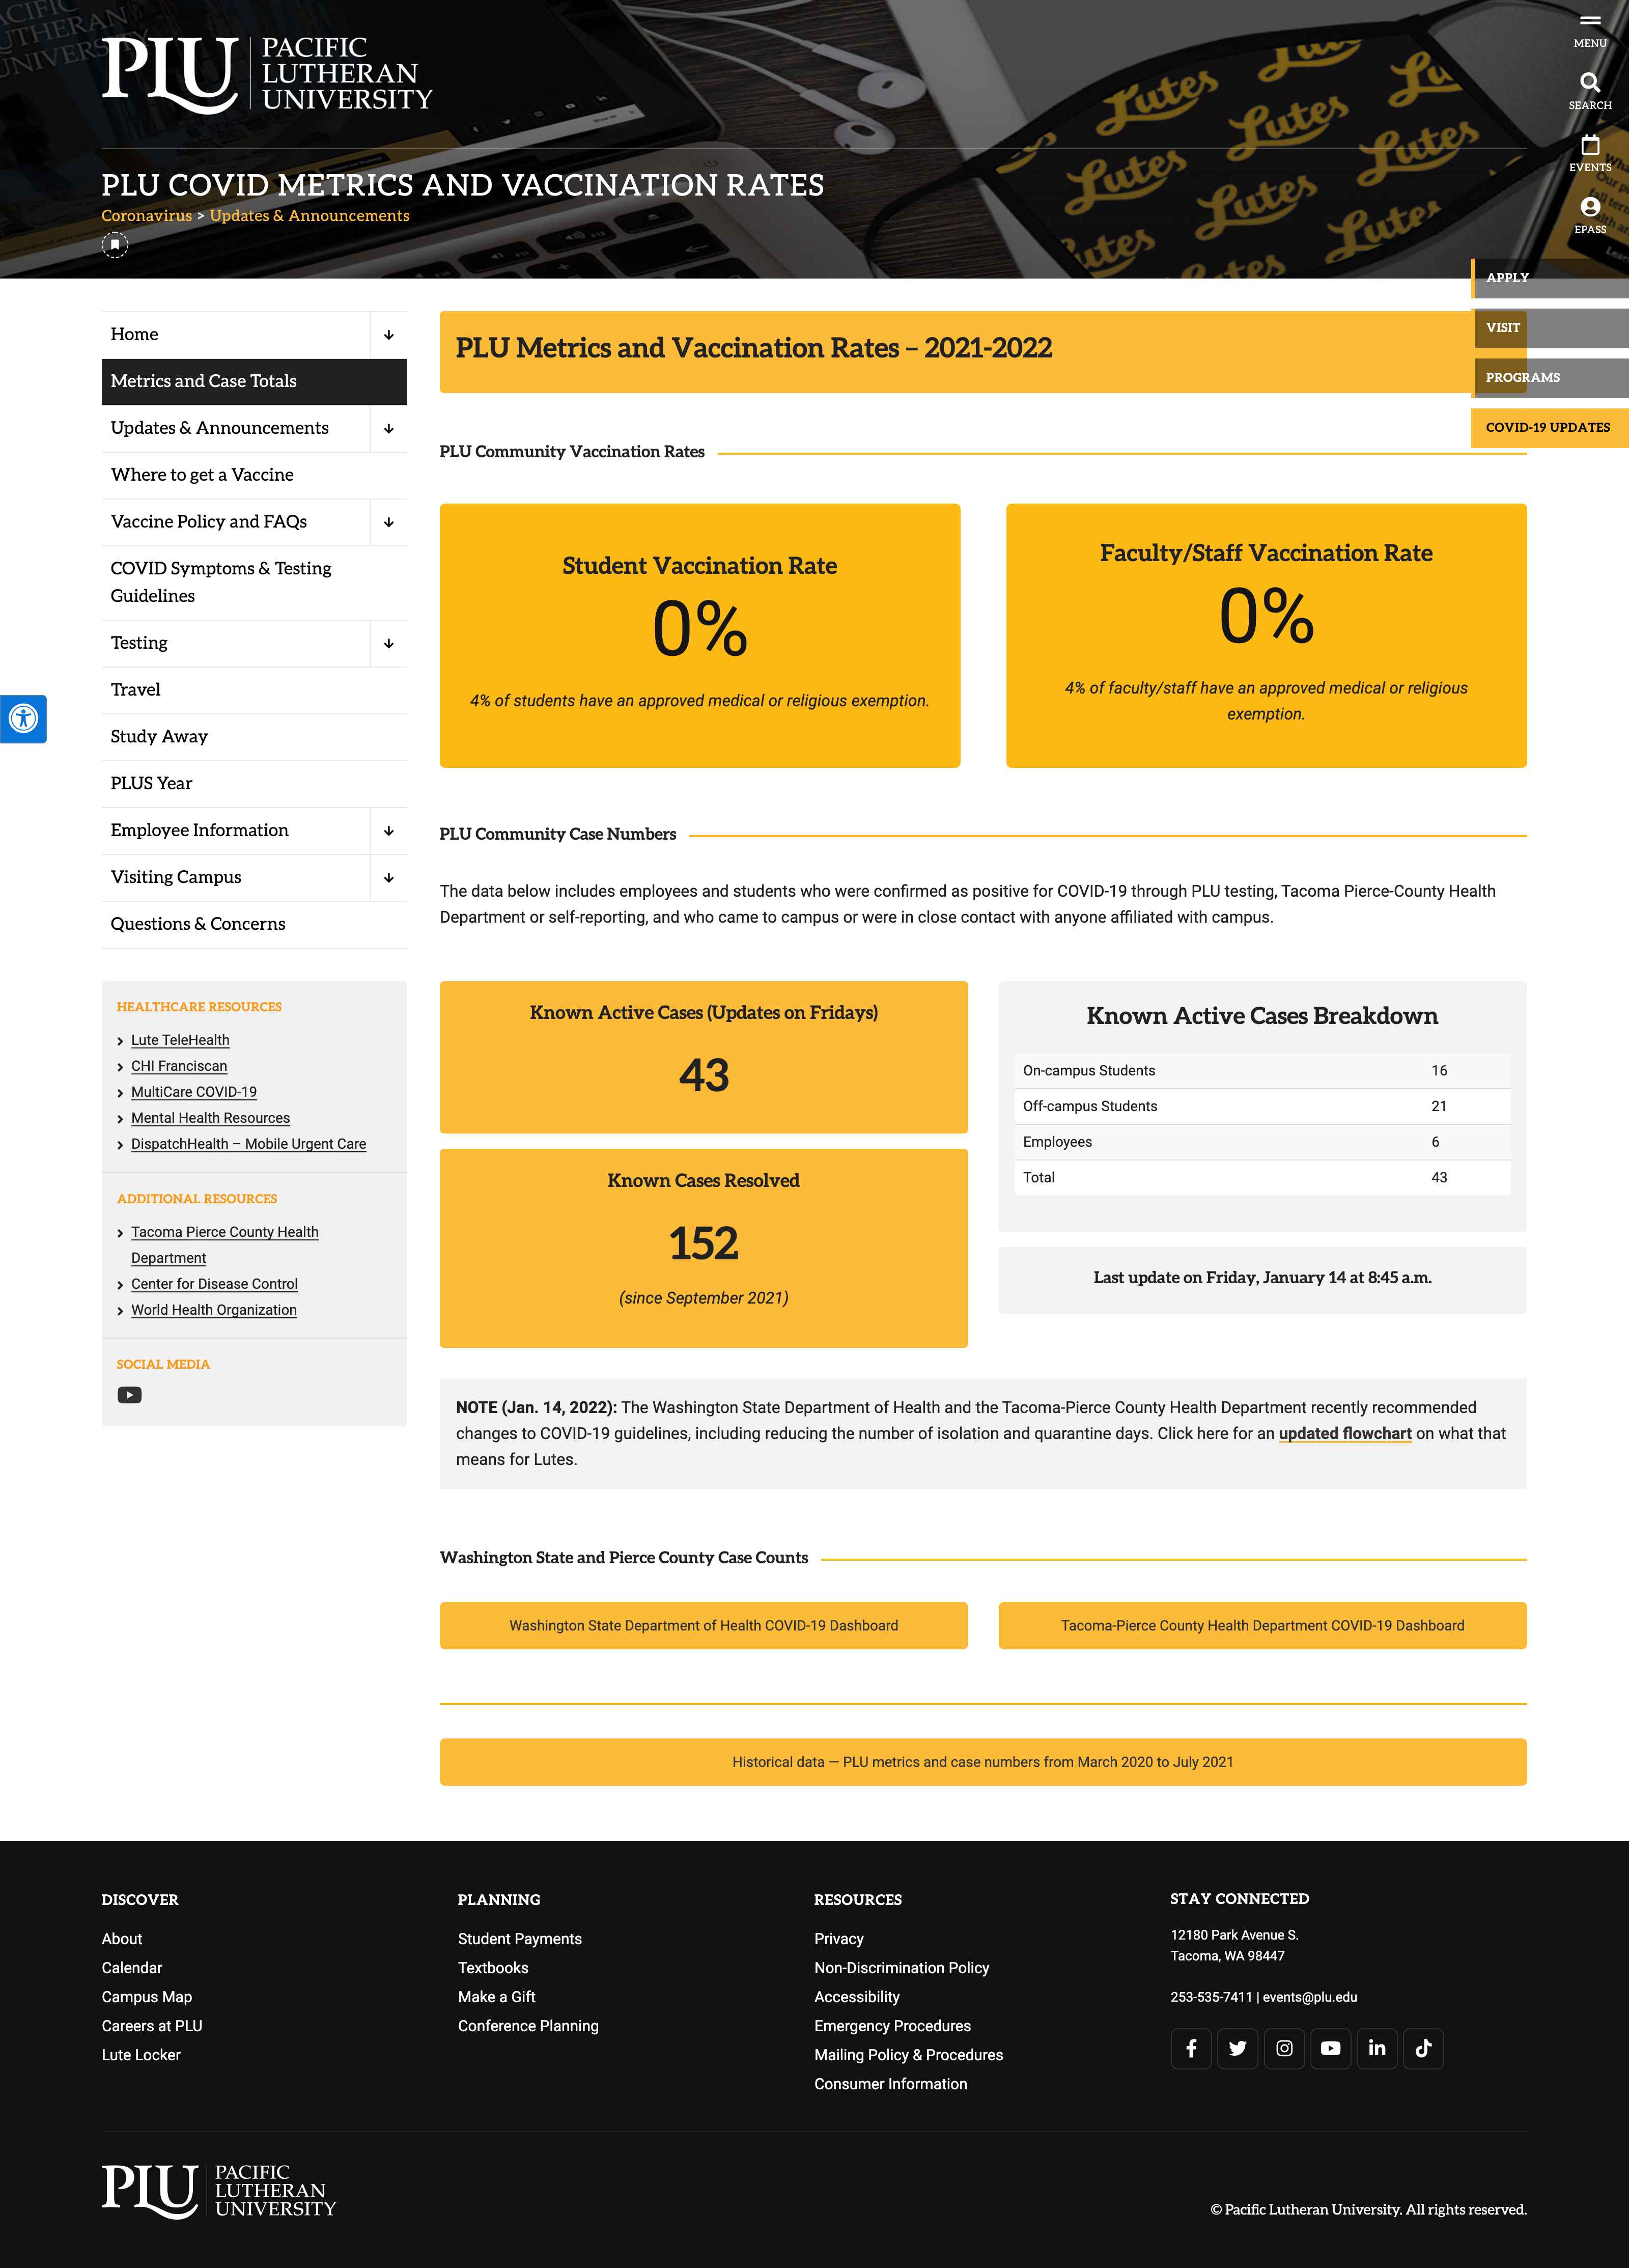 PLU
PACIFIC
LUTHERAN
UNIVERSITY
MENU
SEARCH
EVENTS
EPASS
Lutes
PLU COVID METRICS AND VACCINATION RATES
Coronavirus > Updates & Announcements
APPLY
VISIT
PROGRAMS
COVID-19 UPDATES
Home
Metrics and Case Totals
Updates & Announcements
Where to get a Vaccine
Vaccine Policy and FAQs
COVID Symptoms & Testing
Guidelines
Testing
Travel
Study Away
PLUS Year
Employee Information
Visiting Campus
Questions & Concerns
HEALTHCARE RESOURCES
Lute TeleHealth
CHI Franciscan
MultiCare COVID-19
Mental Health Resources
DispatchHealth – Mobile Urgent Care
ADDITIONAL RESOURCES
Tacoma Pierce County Health
Department
Center for Disease Control
World Health Organization
SOCIAL MEDIA
PLU Metrics and Vaccination Rates – 2021-2022
PLU Community Vaccination Rates
Student Vaccination Rate
0%
4% of students have an approved medical or religious exemption.
Faculty/Staff Vaccination Rate
0%
4% of faculty/staff have an approved medical or religious
exemption.
PLU Community Case Numbers
The data below includes employees and students who were confirmed as positive for COVID-19 through PLU testing, Tacoma Pierce-County Health
Department or self-reporting, and who came to campus or were in close contact with anyone affiliated with campus.
Known Active Cases (Updates on Fridays)
43
Known Cases Resolved
152
(since September 2021)
Known Active Cases Breakdown
On-campus Students 16
Off-campus Students 21
Employees 6
Total 43
Last update on Friday, January 14 at 8:45 a.m.
NOTE (Jan. 14, 2022): The Washington State Department of Health and the Tacoma-Pierce County Health Department recently recommended
changes to COVID-19 guidelines, including reducing the number of isolation and quarantine days. Click here for an updated flowchart on what that
means for Lutes.
Washington State and Pierce County Case Counts
Washington State Department of Health COVID-19 Dashboard
Tacoma-Pierce County Health Department COVID-19 Dashboard
Historical data — PLU metrics and case numbers from March 2020 to July 2021
DISCOVER
About
Calendar
Campus Map
Careers at PLU
Lute Locker
PLANNING
Student Payments
Textbooks
Make a Gift
Conference Planning
RESOURCES
Privacy
Non-Discrimination Policy
Accessibility
Emergency Procedures
Mailing Policy & Procedures
Consumer Information
STAY CONNECTED
12180 Park Avenue S.
Tacoma, WA 98447
253-535-7411 | events@plu.edu
PLU
PACIFIC
LUTHERAN
UNIVERSITY
© Pacific Lutheran University. All rights reserved.